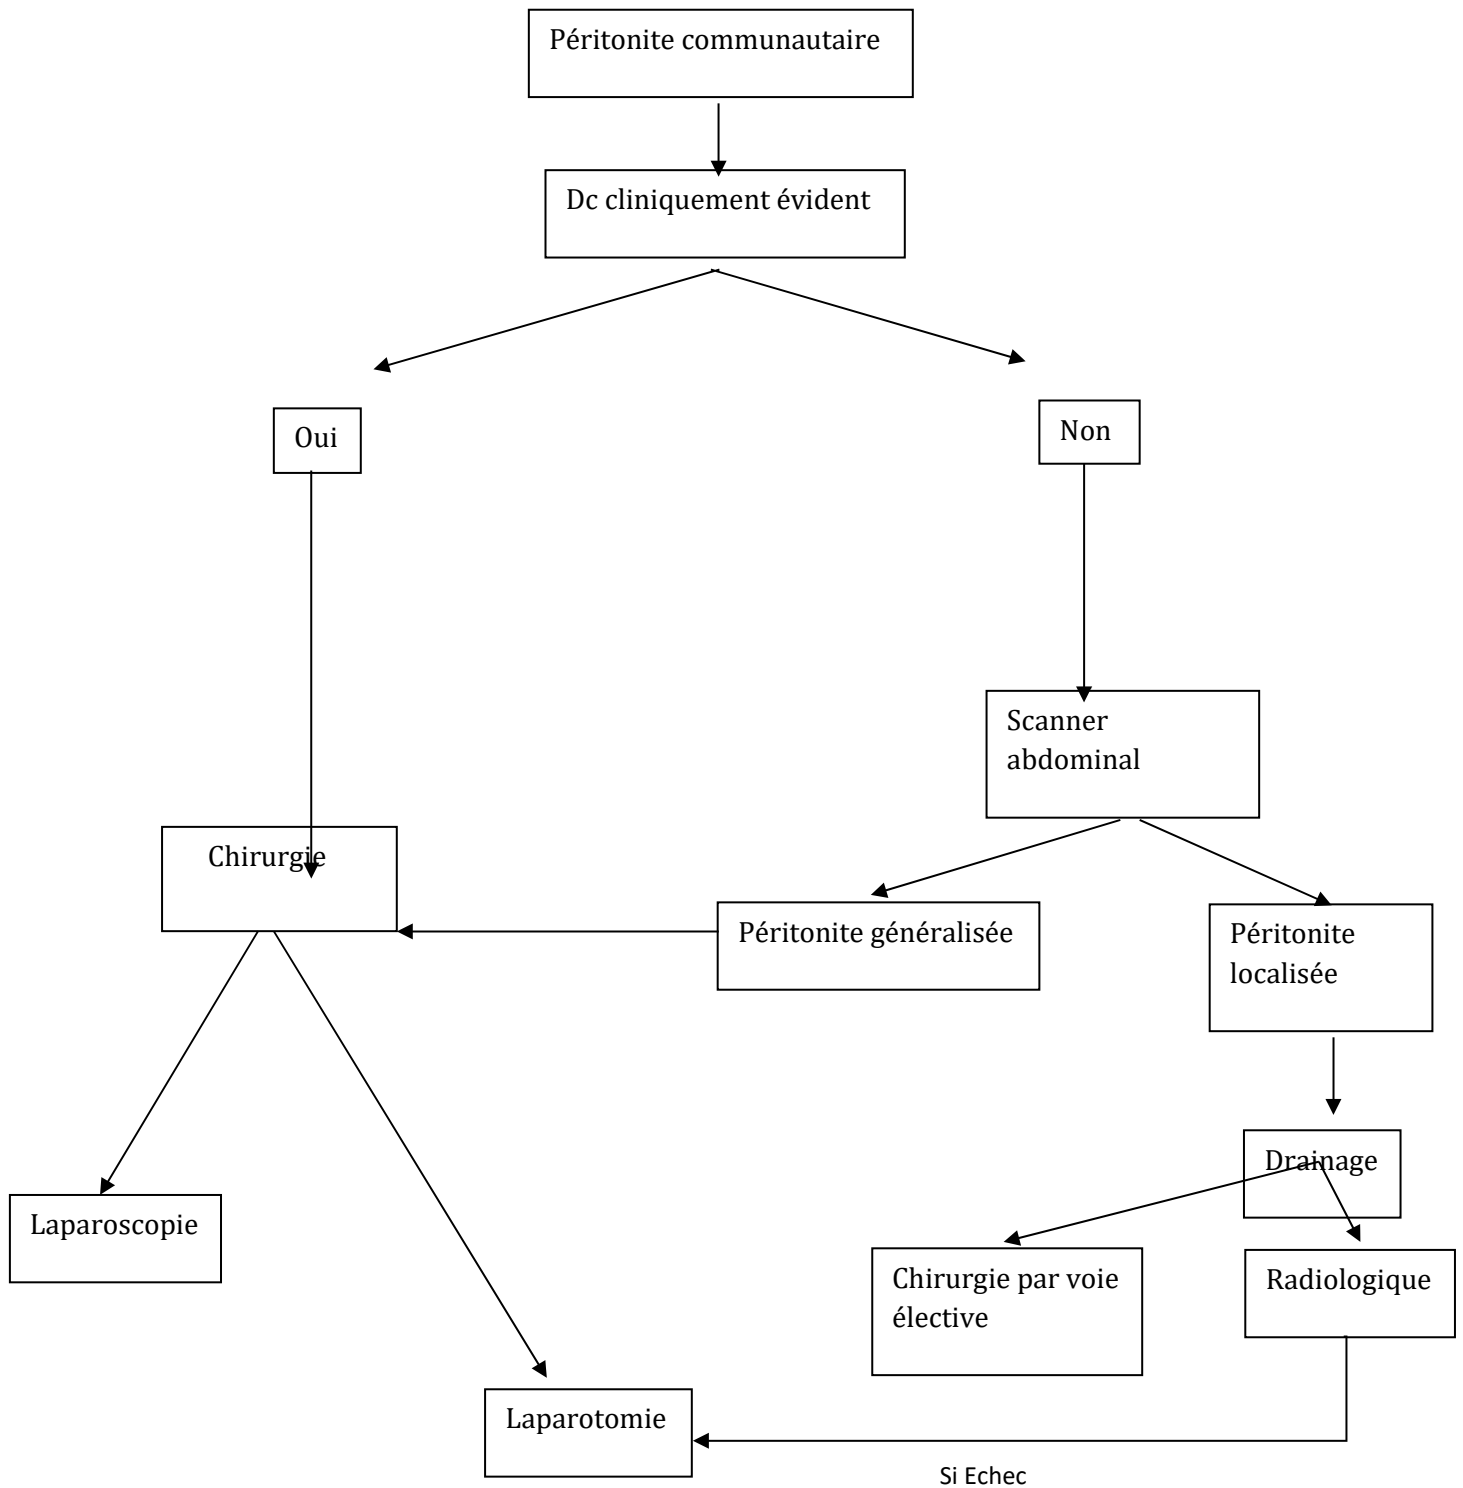 Péritonite communautaire
Dc cliniquement évident
Oui
Non
Scanner
abdominal
Chirurgie
Péritonite généralisée
Péritonite
localisée
Drainage
Laparoscopie
Chirurgie par voie
élective
Radiologique
Laparotomie
Si Echec